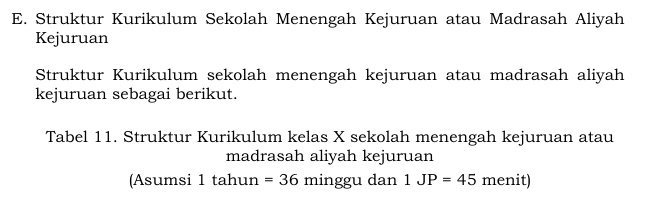 E. Struktur Kurikulum Sekolah Menengah Kejuruan atau Madrasah Aliyah
Kejuruan
Struktur Kurikulum sekolah menengah kejuruan atau madrasah aliyah
kejuruan sebagai berikut.
Tabel 11. Struktur Kurikulum kelas X sekolah menengah kejuruan atau
madrasah aliyah kejuruan
(Asumsi 1 tahun = 36 minggu dan 1 JP = 45 menit)